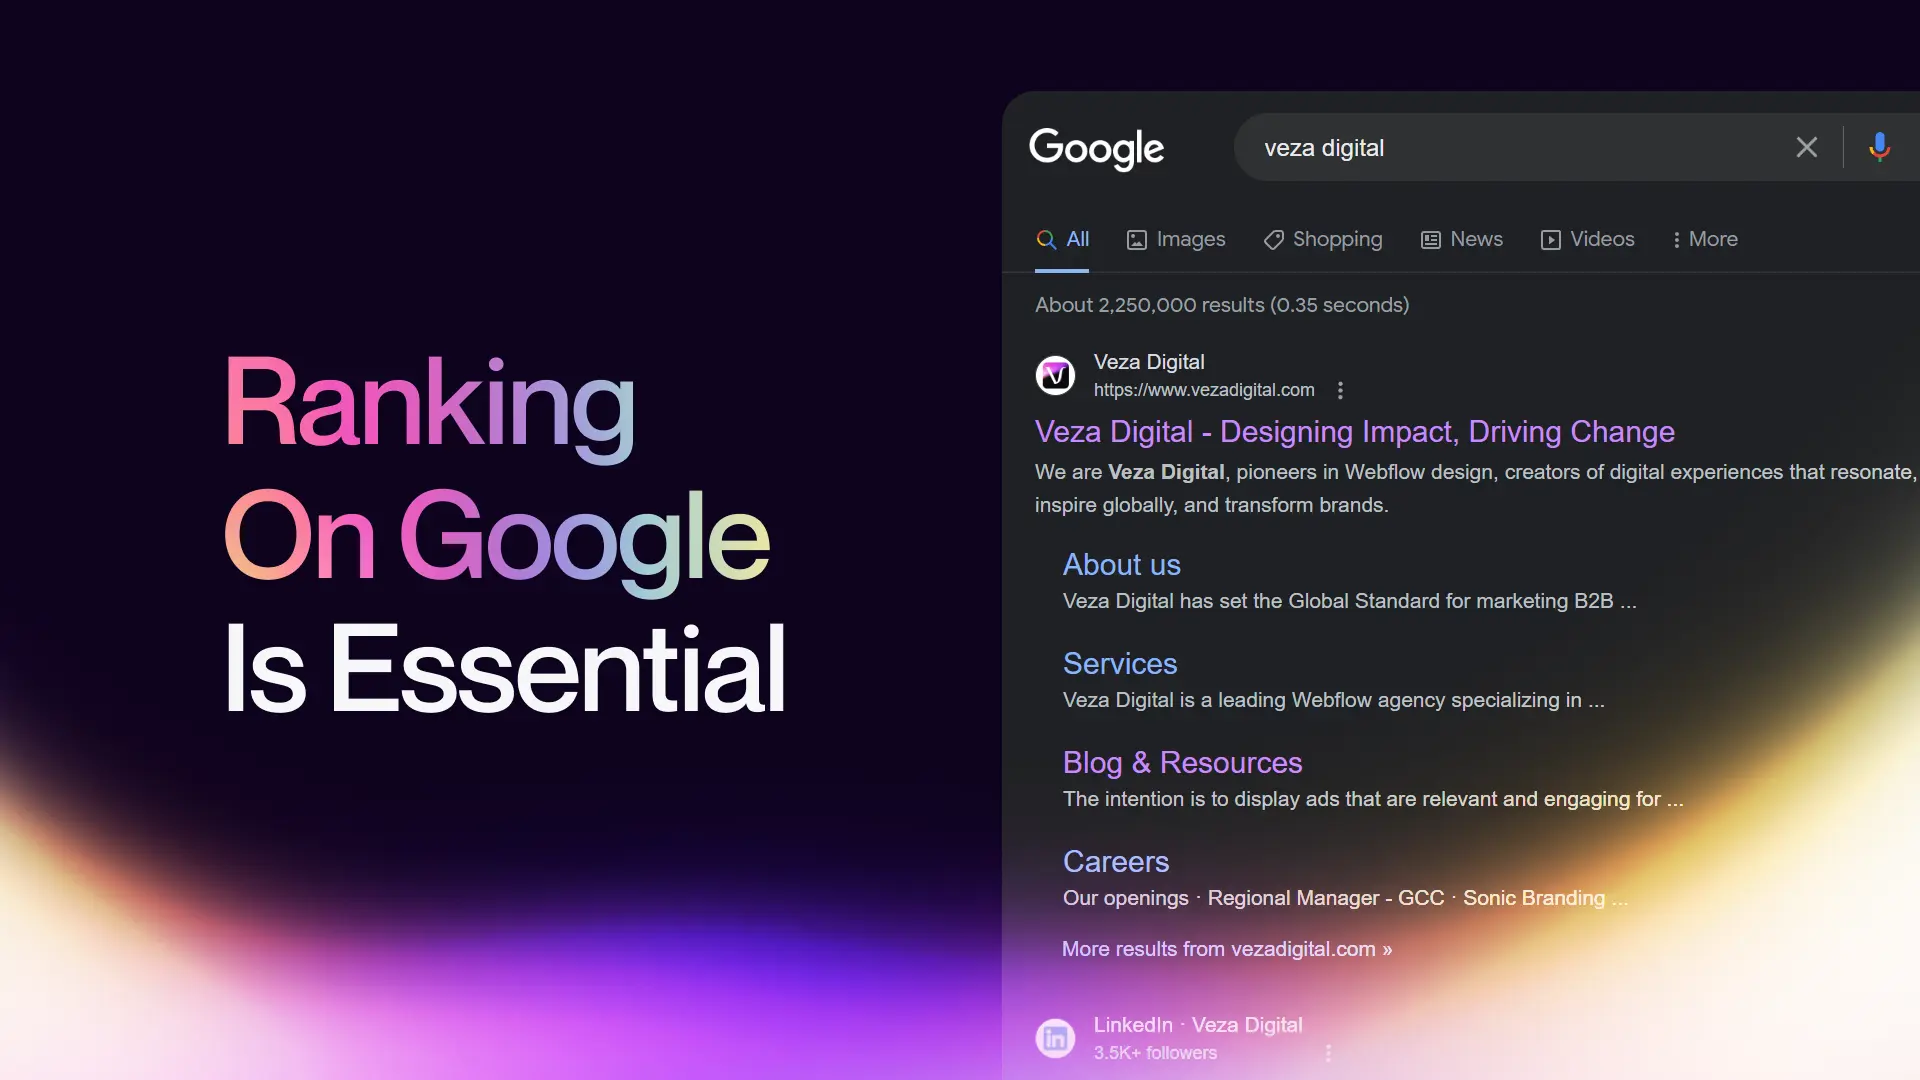 Ranking
On Google
Is Essential
Google
veza digital
All Images Shopping News Videos More
About 2,250,000 results (0.35 seconds)
Veza Digital
https://www.vezadigital.com
Veza Digital - Designing Impact, Driving Change
We are Veza Digital, pioneers in Webflow design, creators of digital experiences that resonate,
inspire globally, and transform brands.
About us
Veza Digital has set the Global Standard for marketing B2B ...
Services
Veza Digital is a leading Webflow agency specializing in ...
Blog & Resources
The intention is to display ads that are relevant and engaging for ...
Careers
Our openings · Regional Manager - GCC · Sonic Branding ...
More results from vezadigital.com »
in
LinkedIn · Veza Digital
3.5K+ followers